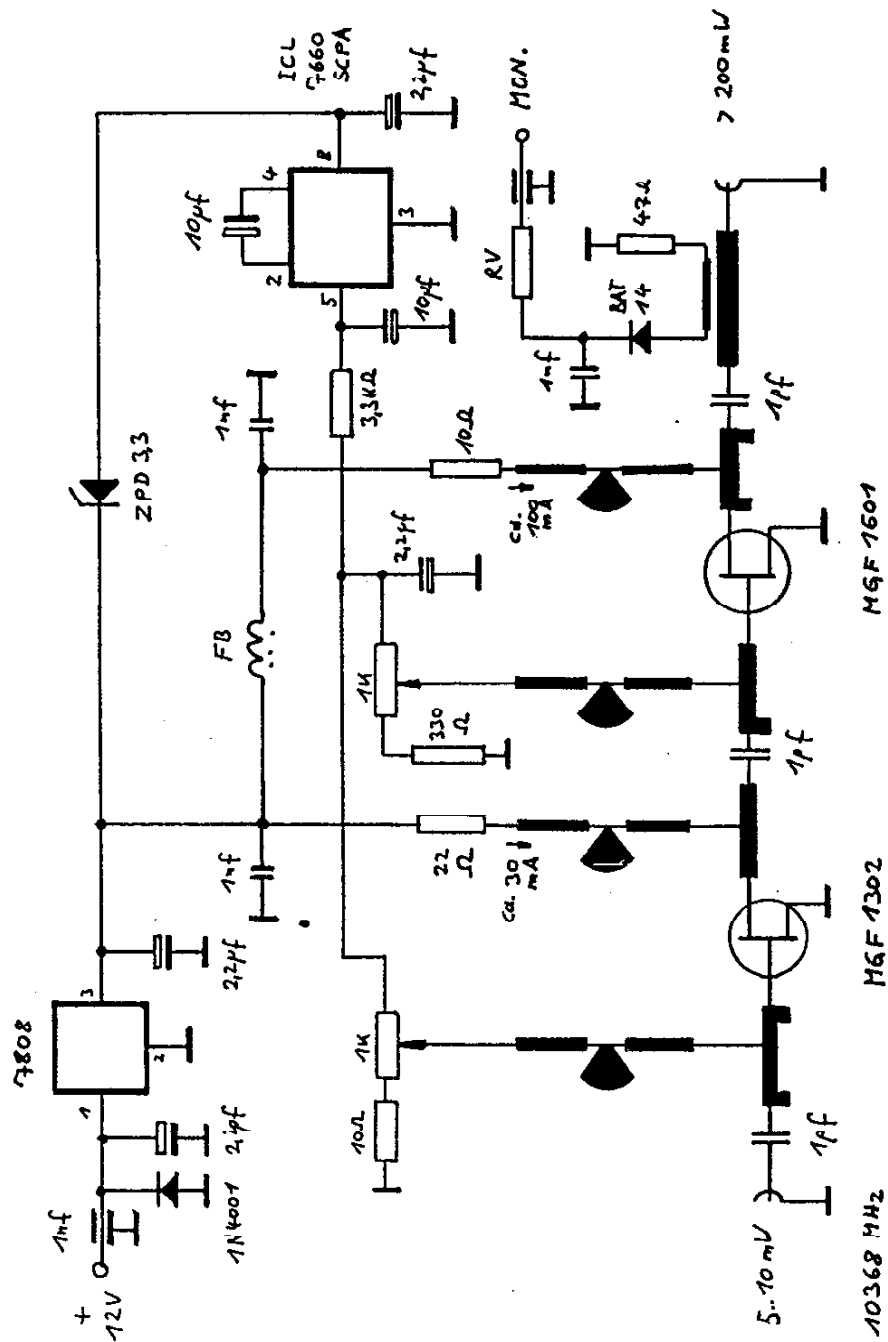 +
12V
1nf
1N4001
2,2µf
1
7808
2
3
2,2µf
ZPD 3,3
ICL
7660
SCPA
2,2µf
8
4
10µf
2
3
5
10µf
3,3KΩ
1nf
FB
1nf
10Ω
1K
1K
330
Ω
2,2µf
22
Ω
ca. 30
mA
10Ω
ca.
100
mA
1nf
BAT
14
RV
47Ω
MON.
5..10mW
1pf
1pf
1pf
> 200mW
10368 MHz
MGF 1302
MGF 1601